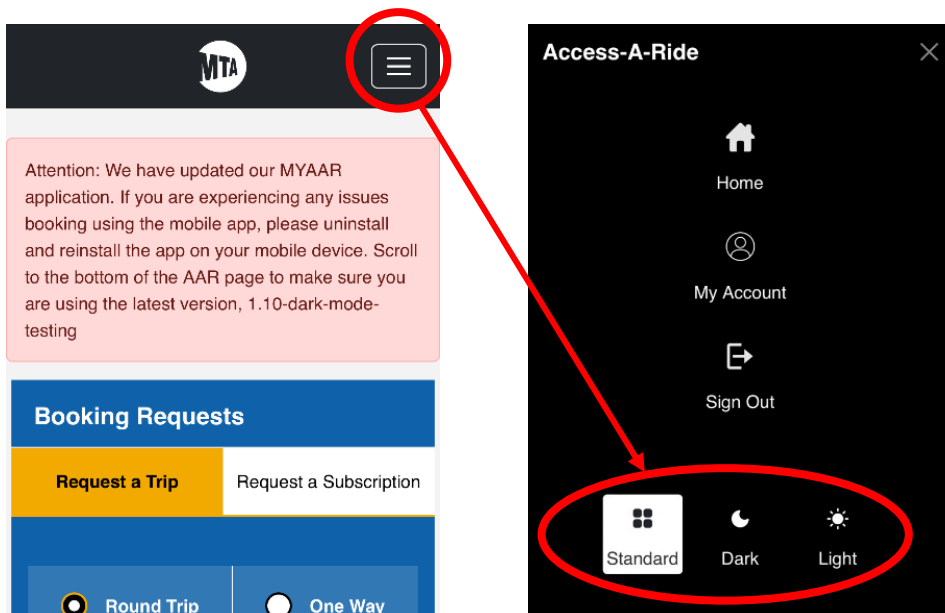 MTA
Attention: We have updated our MYAAR
application. If you are experiencing any issues
booking using the mobile app, please uninstall
and reinstall the app on your mobile device. Scroll
to the bottom of the AAR page to make sure you
are using the latest version, 1.10-dark-mode-
testing
Booking Requests
Request a Trip
Request a Subscription
Round Trip
One Way
Access-A-Ride
Home
My Account
Sign Out
Standard
Dark
Light